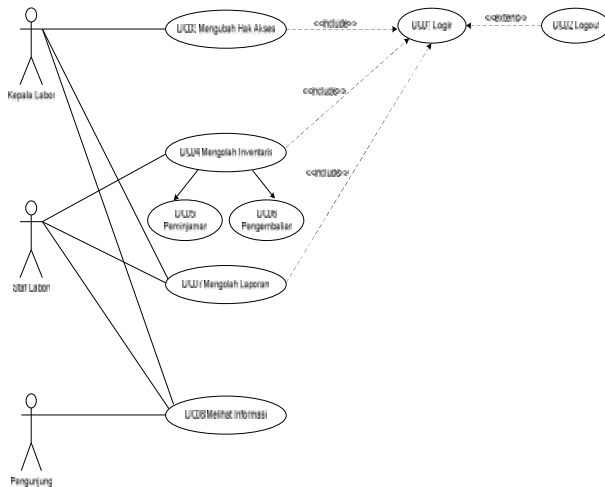 UC03 Mengubah Hak Akses
<<include>>
UC01 Login
<<extens>>
UC02 Logout
Kepala Labor
<<include>>
UC04 Mengolah Inventaris
<<include>>
UC05
Peminjaman
UC06
Pengembalian
Staf Labor
UC07 Mengolah Laporan
UC08 Melihat Informasi
Pengunjung